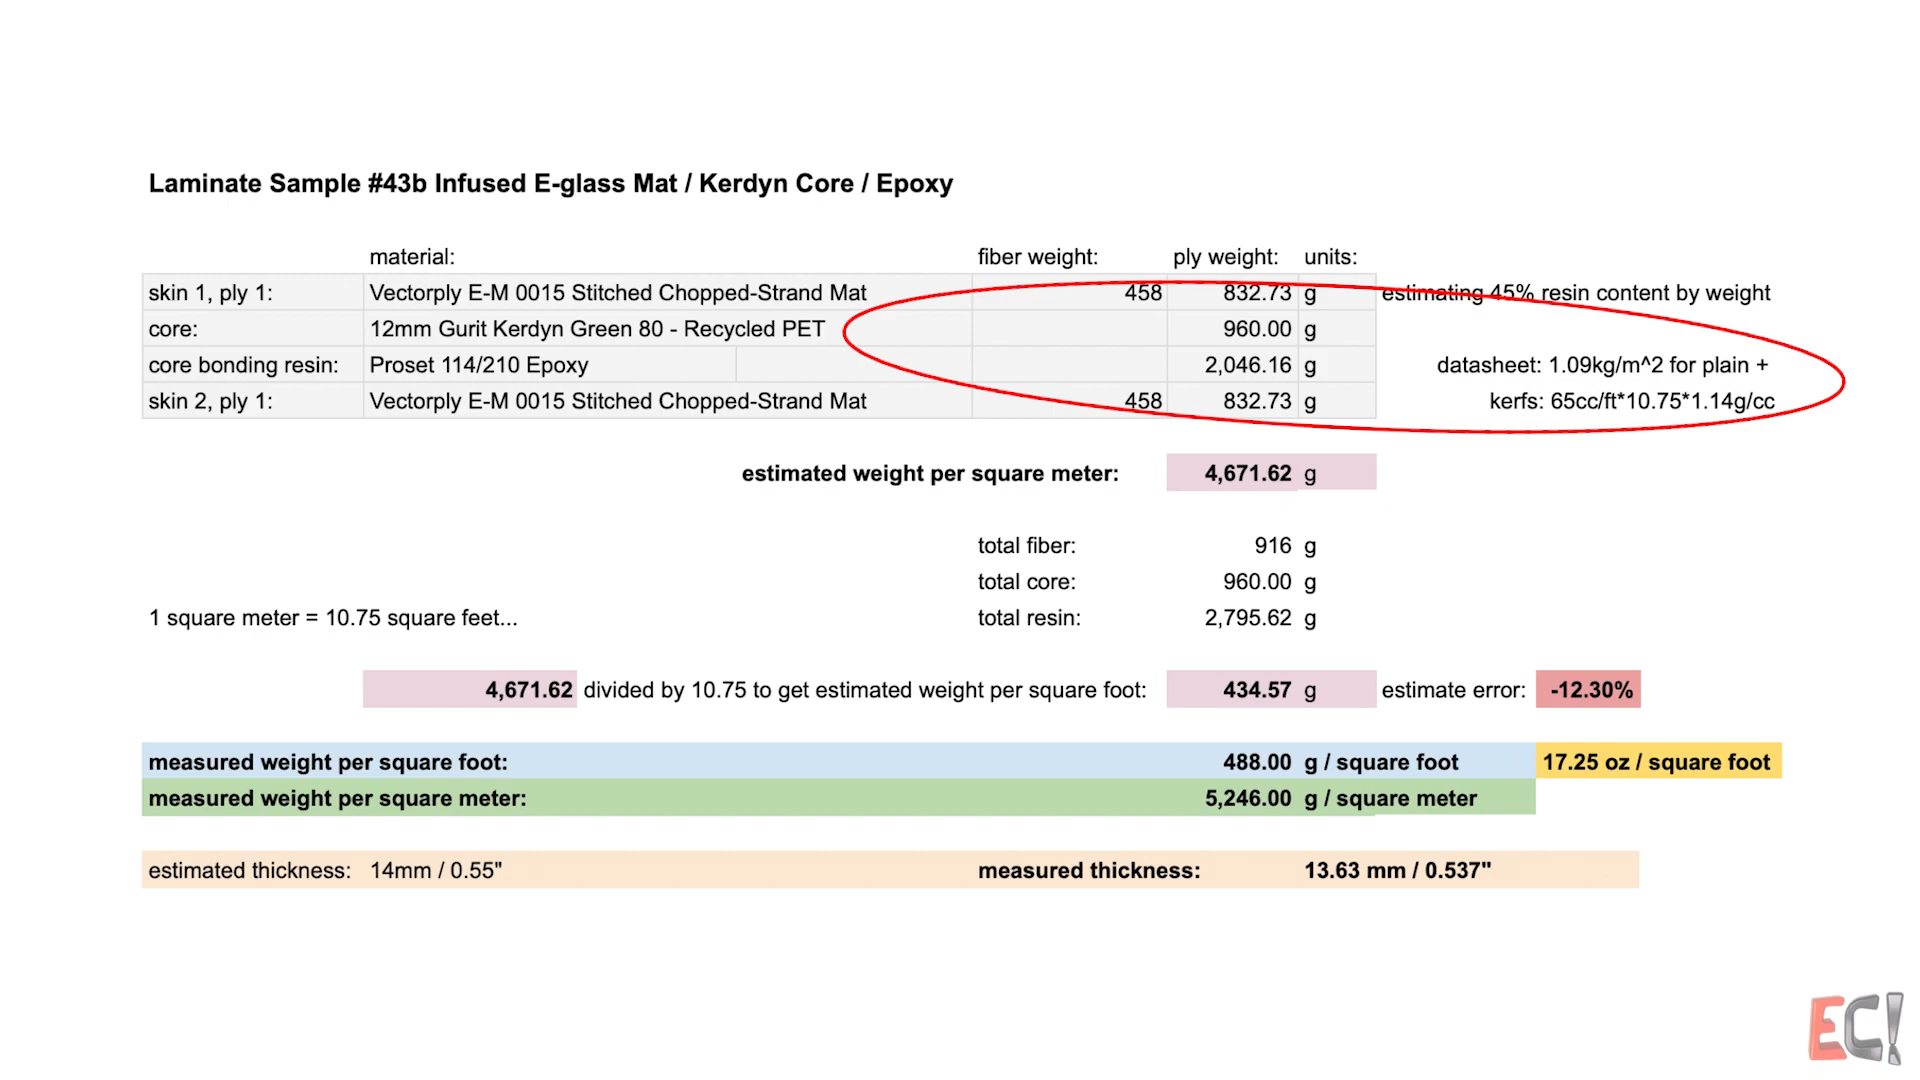 Laminate Sample #43b Infused E-glass Mat / Kerdyn Core / Epoxy
material: fiber weight: ply weight: units:
skin 1, ply 1: Vectorply E-M 0015 Stitched Chopped-Strand Mat 458 832.73 g estimating 45% resin content by weight
core: 12mm Gurit Kerdyn Green 80 - Recycled PET 960.00 g
core bonding resin: Proset 114/210 Epoxy 2,046.16 g datasheet: 1.09kg/m^2 for plain +
skin 2, ply 1: Vectorply E-M 0015 Stitched Chopped-Strand Mat 458 832.73 g kerfs: 65cc/ft*10.75*1.14g/cc
estimated weight per square meter: 4,671.62 g
total fiber: 916 g
total core: 960.00 g
1 square meter = 10.75 square feet... total resin: 2,795.62 g
4,671.62 divided by 10.75 to get estimated weight per square foot: 434.57 g estimate error: -12.30%
measured weight per square foot: 488.00 g / square foot 17.25 oz / square foot
measured weight per square meter: 5,246.00 g / square meter
estimated thickness: 14mm / 0.55" measured thickness: 13.63 mm / 0.537"
EC!